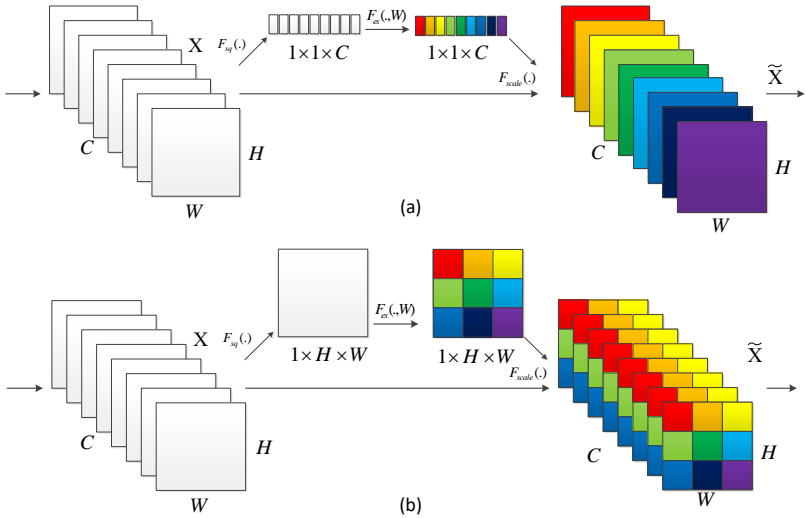 X
F_sq(.)
1×1×C
F_ex(.,W)
1×1×C
F_scale(.)
X̃
C
H
W
C
H
W
(a)
X
F_sq(.)
1×H×W
F_ex(.,W)
1×H×W
F_scale(.)
X̃
C
H
W
C
H
W
(b)